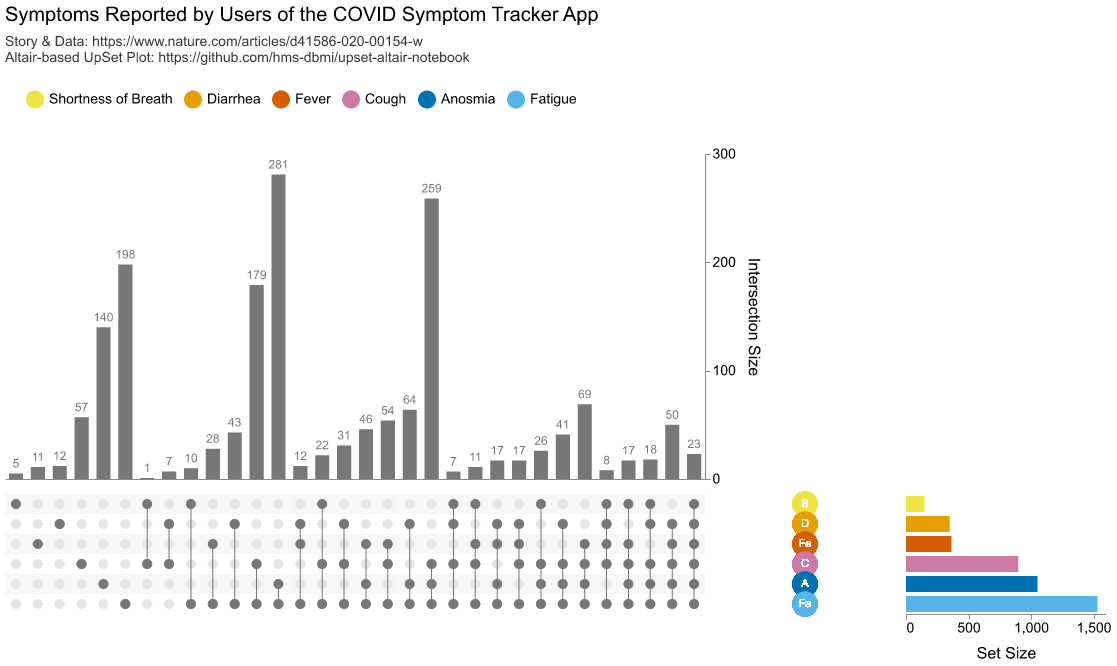 Symptoms Reported by Users of the COVID Symptom Tracker App
Story & Data: https://www.nature.com/articles/d41586-020-00154-w
Altair-based UpSet Plot: https://github.com/hms-dbmi/upset-altair-notebook
Shortness of Breath Diarrhea Fever Cough Anosmia Fatigue
5 11 12 57 140 198 1 7 10 28 43 179 281 12 22 31 46 54 64 259 7 11 17 17 26 41 69 8 17 18 50 23
300
200
100
0
Intersection Size
B
D
Fe
C
A
Fa
0 500 1,000 1,500
Set Size